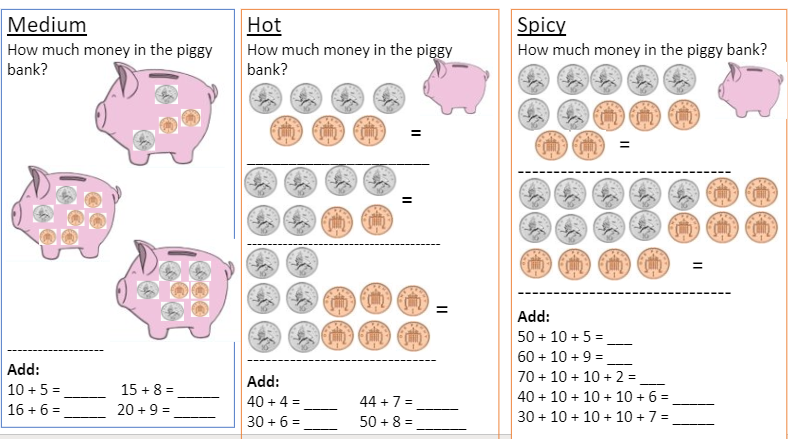 Medium
How much money in the piggy
bank?
Add:
10 + 5 = _____ 15 + 8 = _____
16 + 6 = _____ 20 + 9 = _____
Hot
How much money in the piggy
bank?
=
=
=
Add:
40 + 4 = ____ 44 + 7 = _____
30 + 6 = ____ 50 + 8 = ______
Spicy
How much money in the piggy bank?
=
=
Add:
50 + 10 + 5 = ___
60 + 10 + 9 = ___
70 + 10 + 10 + 2 = ___
40 + 10 + 10 + 10 + 6 = _____
30 + 10 + 10 + 10 + 7 = _____